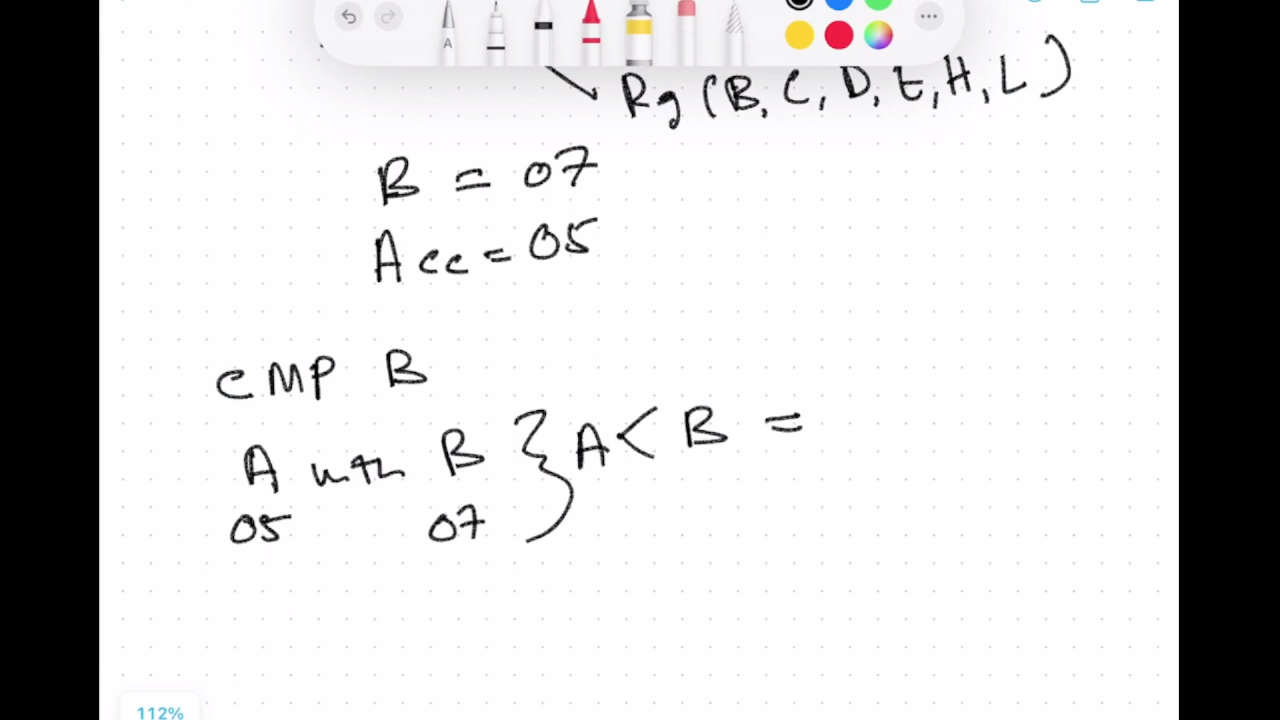 A
Rg (B, C, D, E, H, L)
B = 07
Acc = 05
CMP B
A with B } A < B =
05 07
112%